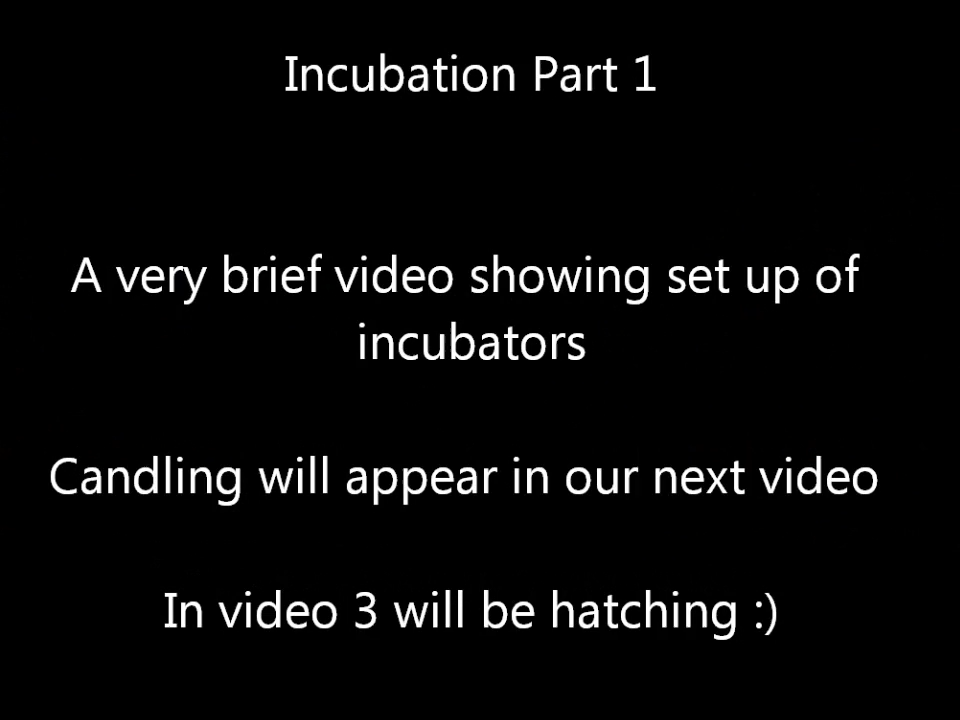 Incubation Part 1
A very brief video showing set up of
incubators
Candling will appear in our next video
In video 3 will be hatching :)